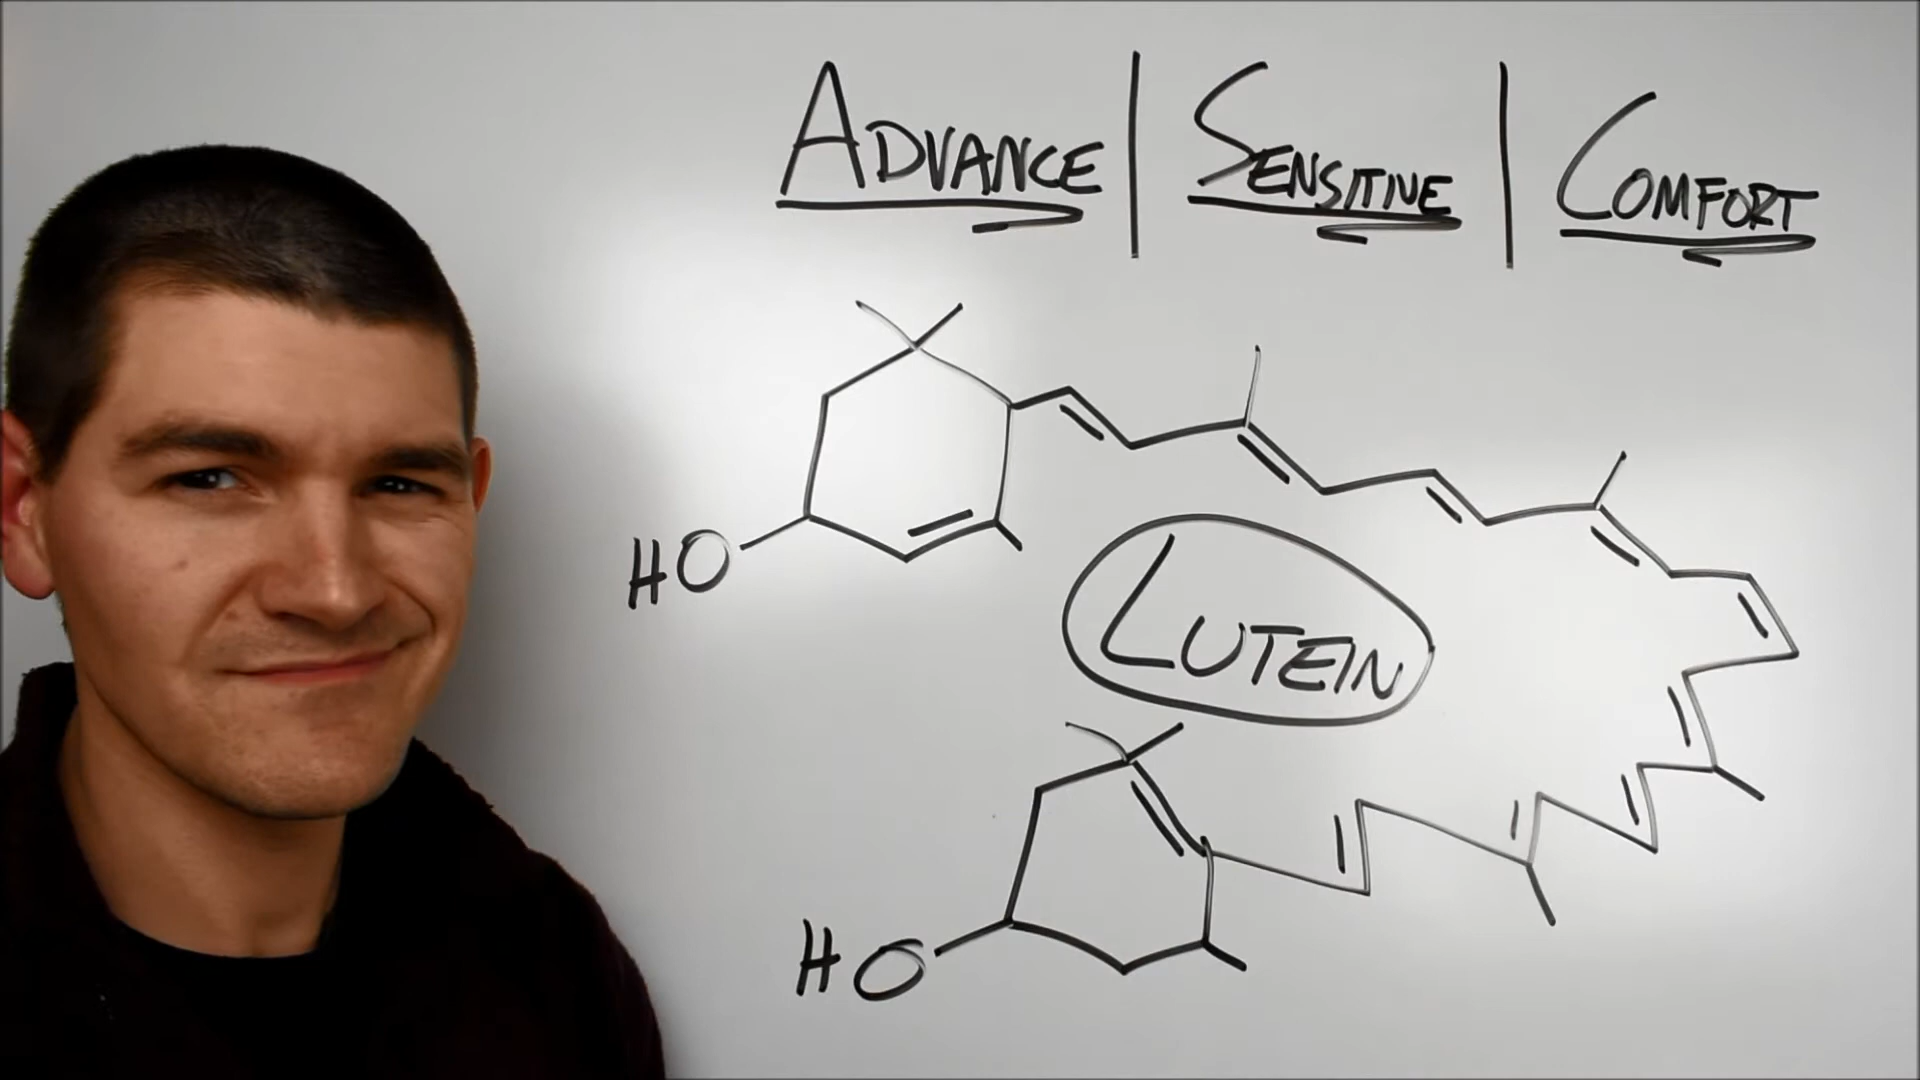 ADVANCE | SENSITIVE | COMFORT
HO
LUTEIN
HO